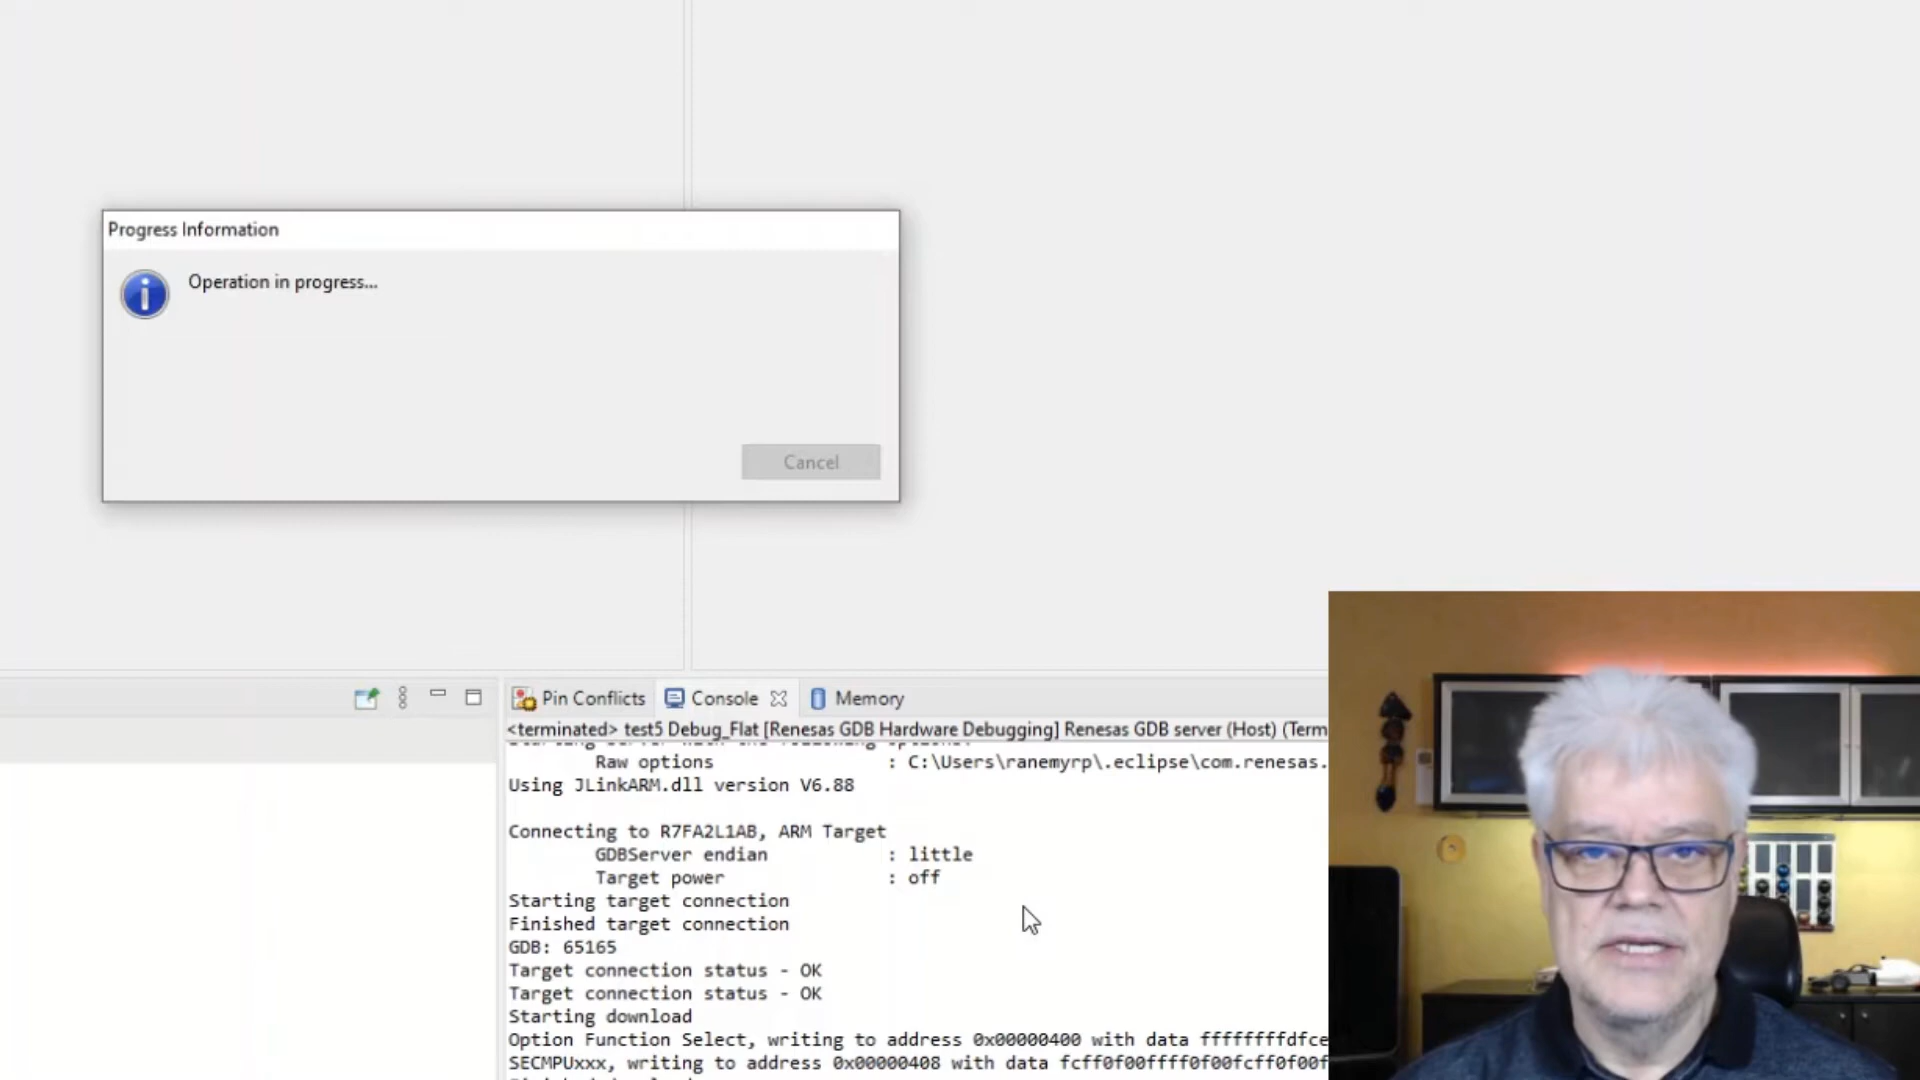 Progress Information
Operation in progress...
Cancel
Pin Conflicts
Console
Memory
<terminated> test5 Debug_Flat [Renesas GDB Hardware Debugging] Renesas GDB server (Host) (Term
Raw options : C:\Users\ranemyrp\.eclipse\com.renesas.
Using JLinkARM.dll version V6.88
Connecting to R7FA2L1AB, ARM Target
GDBServer endian : little
Target power : off
Starting target connection
Finished target connection
GDB: 65165
Target connection status - OK
Target connection status - OK
Starting download
Option Function Select, writing to address 0x00000400 with data ffffffffdfce
SECMPUxxx, writing to address 0x00000408 with data fcff0f00ffff0f00fcff0f00f